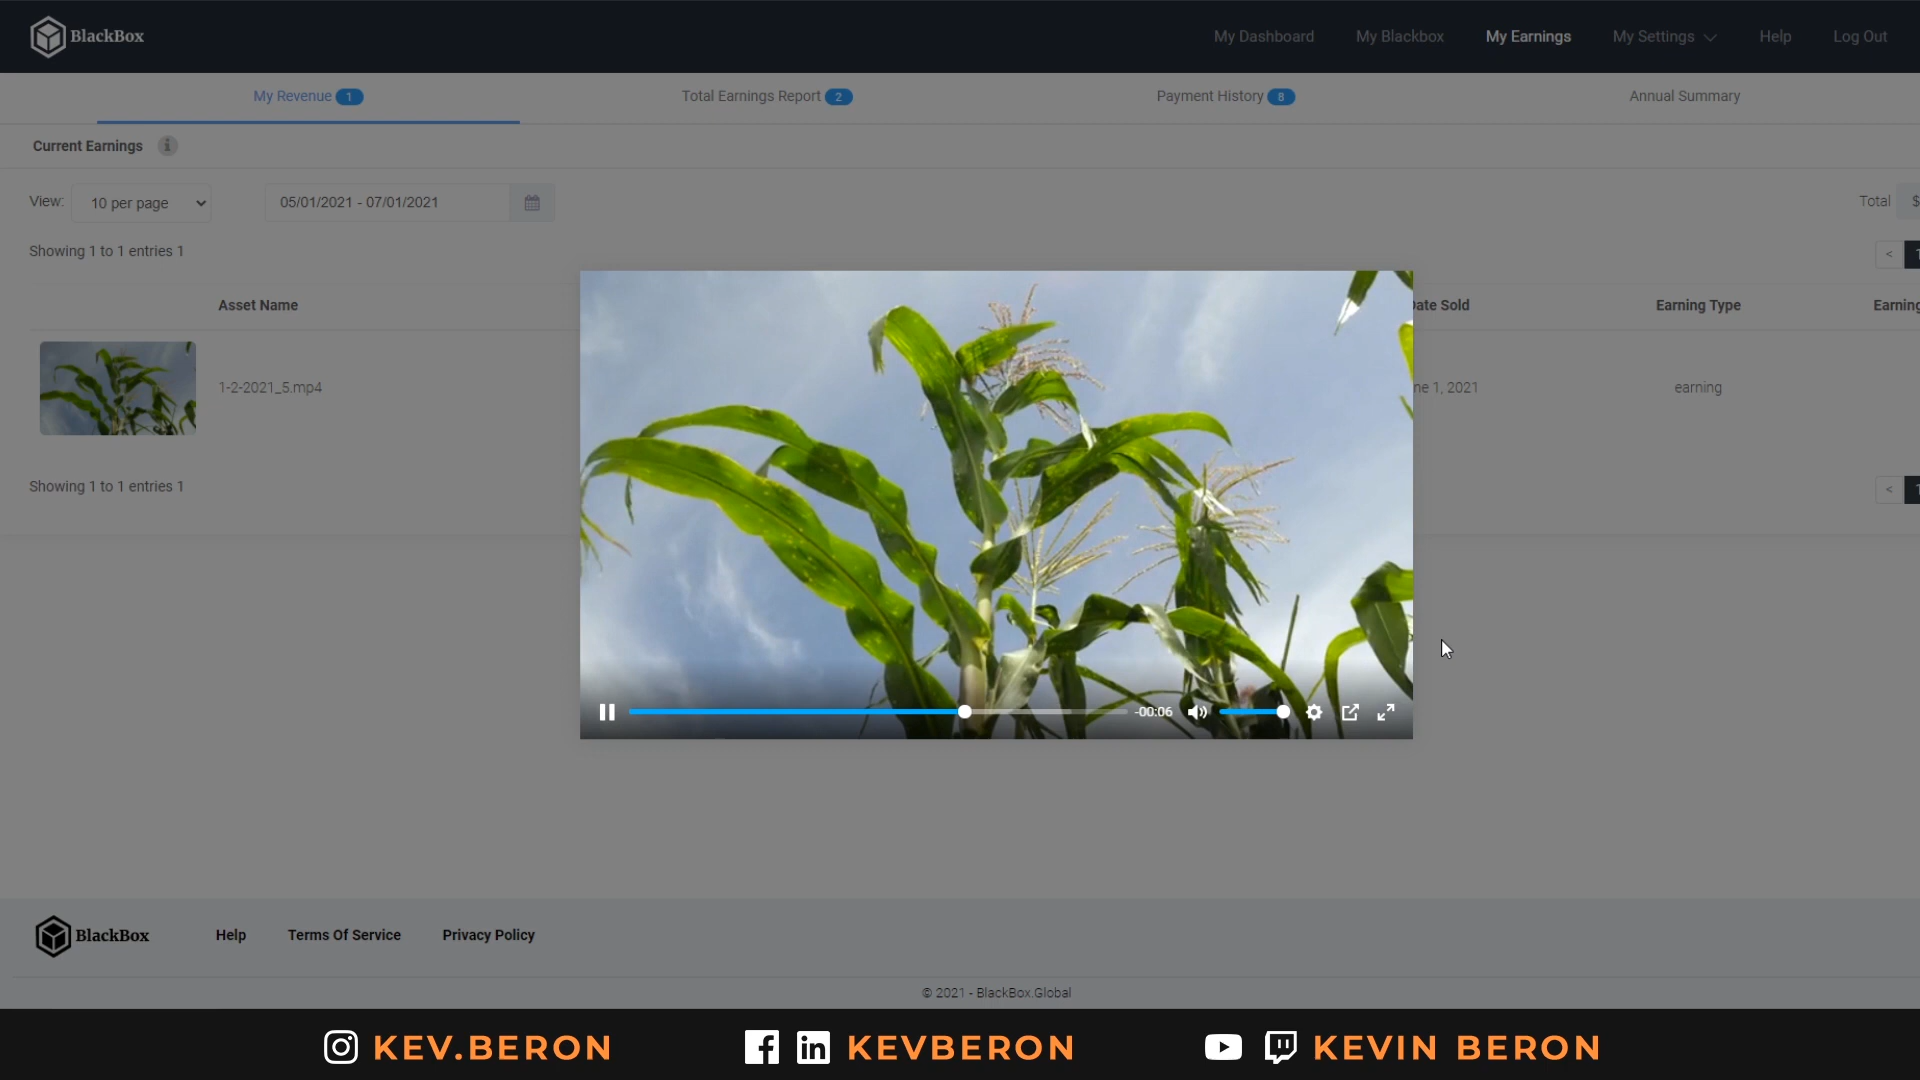 BlackBox
My Dashboard My Blackbox My Earnings My Settings Help Log Out
My Revenue 1 Total Earnings Report 2 Payment History 8 Annual Summary
Current Earnings i
View: 10 per page 05/01/2021 - 07/01/2021 Total $
Showing 1 to 1 entries 1 <
Asset Name Date Sold Earning Type Earning
1-2-2021_5.mp4 ne 1, 2021 earning
Showing 1 to 1 entries 1 <
-00:06
BlackBox Help Terms Of Service Privacy Policy
© 2021 - BlackBox.Global
KEV.BERON in KEVBERON KEVIN BERON